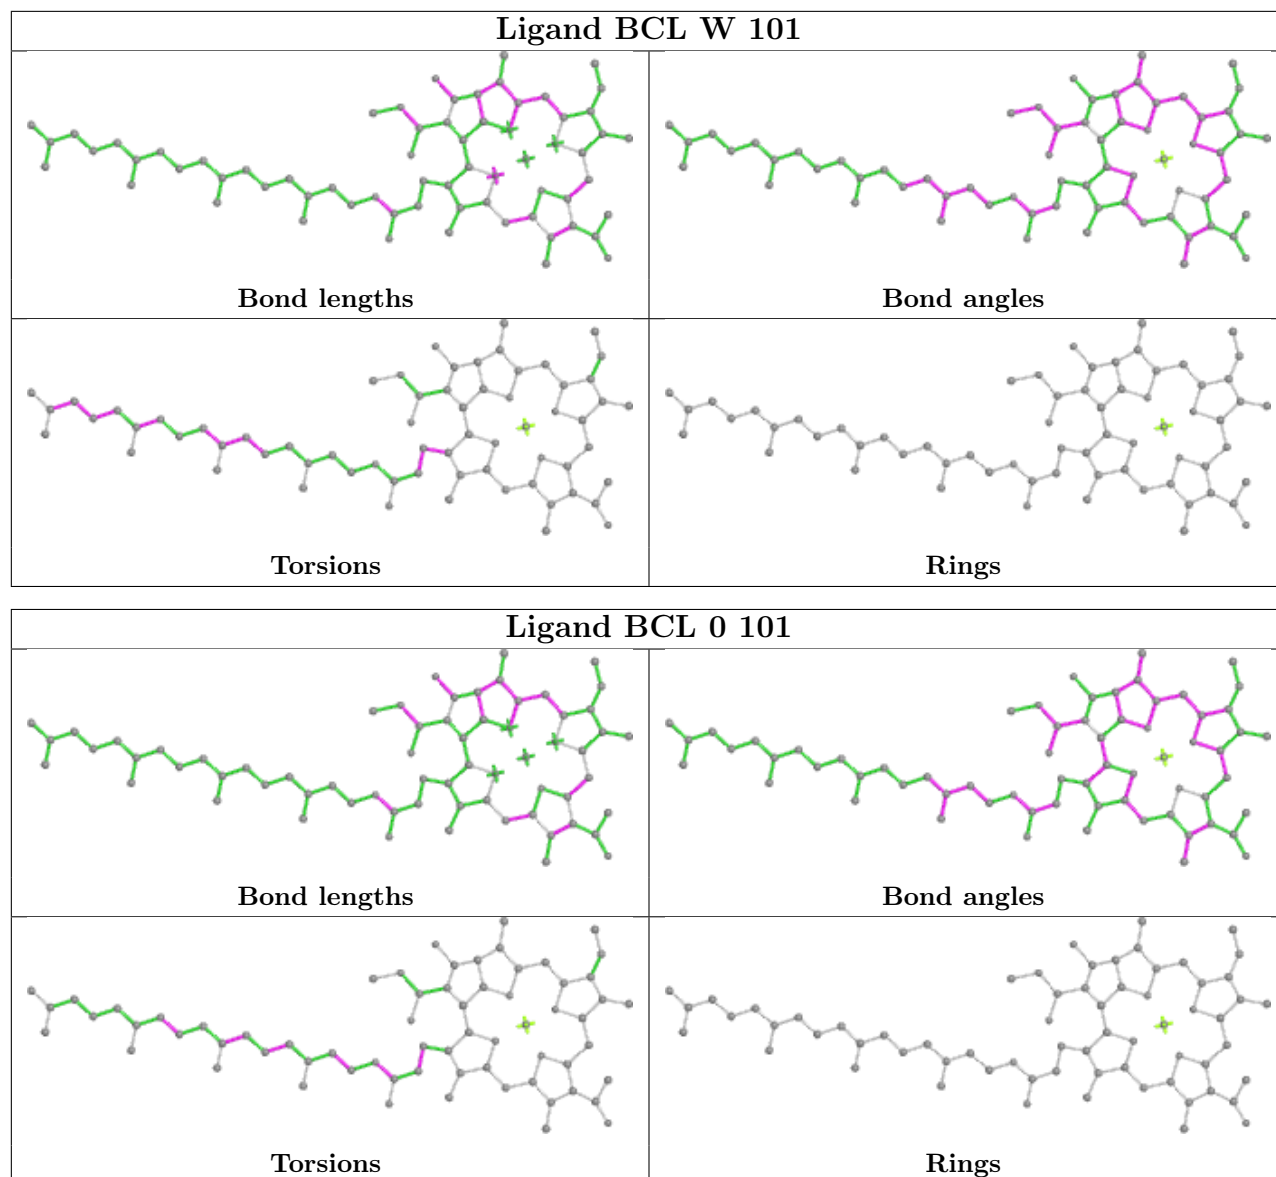 Ligand BCL W 101
Bond lengths
Bond angles
Torsions
Rings
Ligand BCL 0 101
Bond lengths
Bond angles
Torsions
Rings